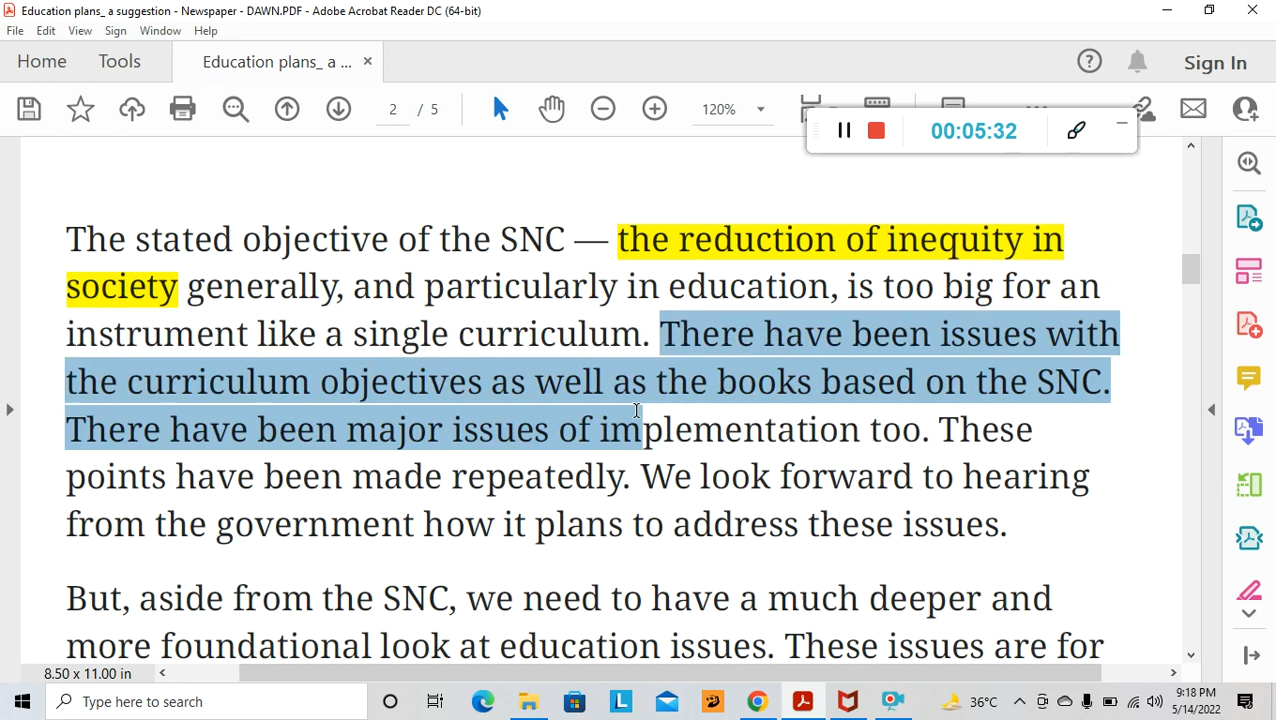 Education plans_ a suggestion - Newspaper - DAWN.PDF - Adobe Acrobat Reader DC (64-bit)
File Edit View Sign Window Help
Home Tools Education plans_ a ... × Sign In
2 / 5 120%
00:05:32
The stated objective of the SNC — the reduction of inequity in
society generally, and particularly in education, is too big for an
instrument like a single curriculum. There have been issues with
the curriculum objectives as well as the books based on the SNC.
There have been major issues of implementation too. These
points have been made repeatedly. We look forward to hearing
from the government how it plans to address these issues.
But, aside from the SNC, we need to have a much deeper and
more foundational look at education issues. These issues are for
8.50 x 11.00 in
Type here to search
36°C
9:18 PM
5/14/2022